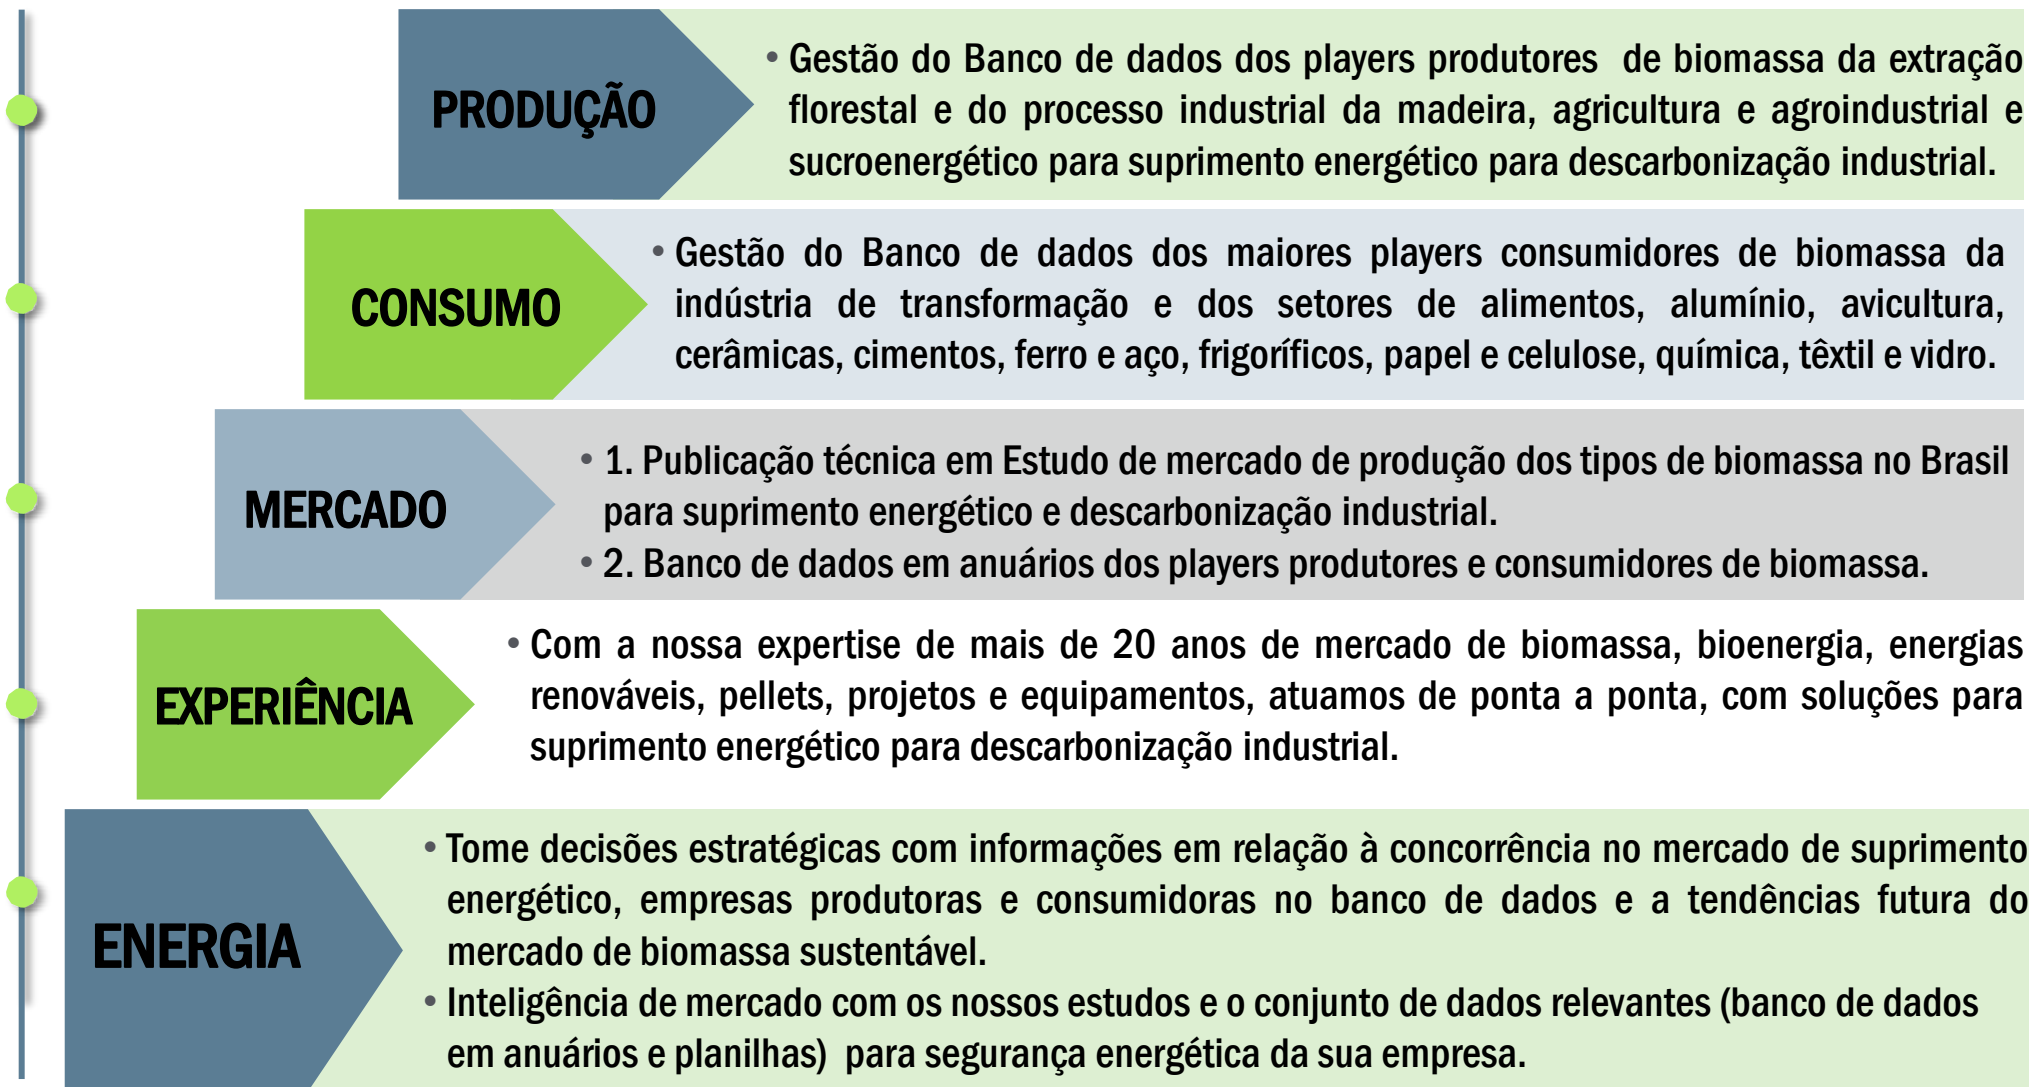 PRODUÇÃO
• Gestão do Banco de dados dos players produtores de biomassa da extração
florestal e do processo industrial da madeira, agricultura e agroindustrial e
sucroenergético para suprimento energético para descarbonização industrial.
CONSUMO
• Gestão do Banco de dados dos maiores players consumidores de biomassa da
indústria de transformação e dos setores de alimentos, alumínio, avicultura,
cerâmicas, cimentos, ferro e aço, frigoríficos, papel e celulose, química, têxtil e vidro.
MERCADO
• 1. Publicação técnica em Estudo de mercado de produção dos tipos de biomassa no Brasil
para suprimento energético e descarbonização industrial.
• 2. Banco de dados em anuários dos players produtores e consumidores de biomassa.
EXPERIÊNCIA
• Com a nossa expertise de mais de 20 anos de mercado de biomassa, bioenergia, energias
renováveis, pellets, projetos e equipamentos, atuamos de ponta a ponta, com soluções para
suprimento energético para descarbonização industrial.
ENERGIA
• Tome decisões estratégicas com informações em relação à concorrência no mercado de suprimento
energético, empresas produtoras e consumidoras no banco de dados e a tendências futura do
mercado de biomassa sustentável.
• Inteligência de mercado com os nossos estudos e o conjunto de dados relevantes (banco de dados
em anuários e planilhas) para segurança energética da sua empresa.